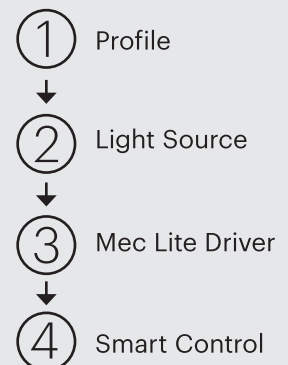 1 Profile
2 Light Source
3 Mec Lite Driver
4 Smart Control